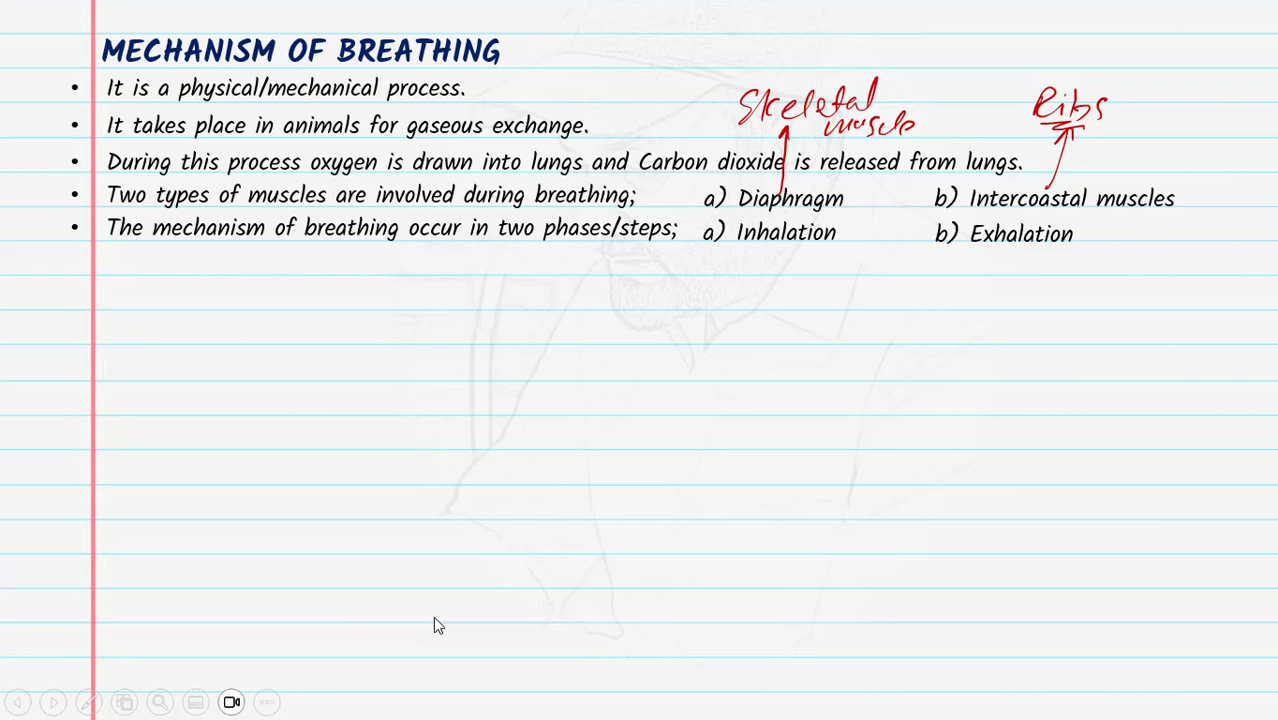 MECHANISM OF BREATHING
• It is a physical/mechanical process.
Skeletal muscle
Ribs
• It takes place in animals for gaseous exchange.
• During this process oxygen is drawn into lungs and Carbon dioxide is released from lungs.
• Two types of muscles are involved during breathing; a) Diaphragm b) Intercoastal muscles
• The mechanism of breathing occur in two phases/steps; a) Inhalation b) Exhalation